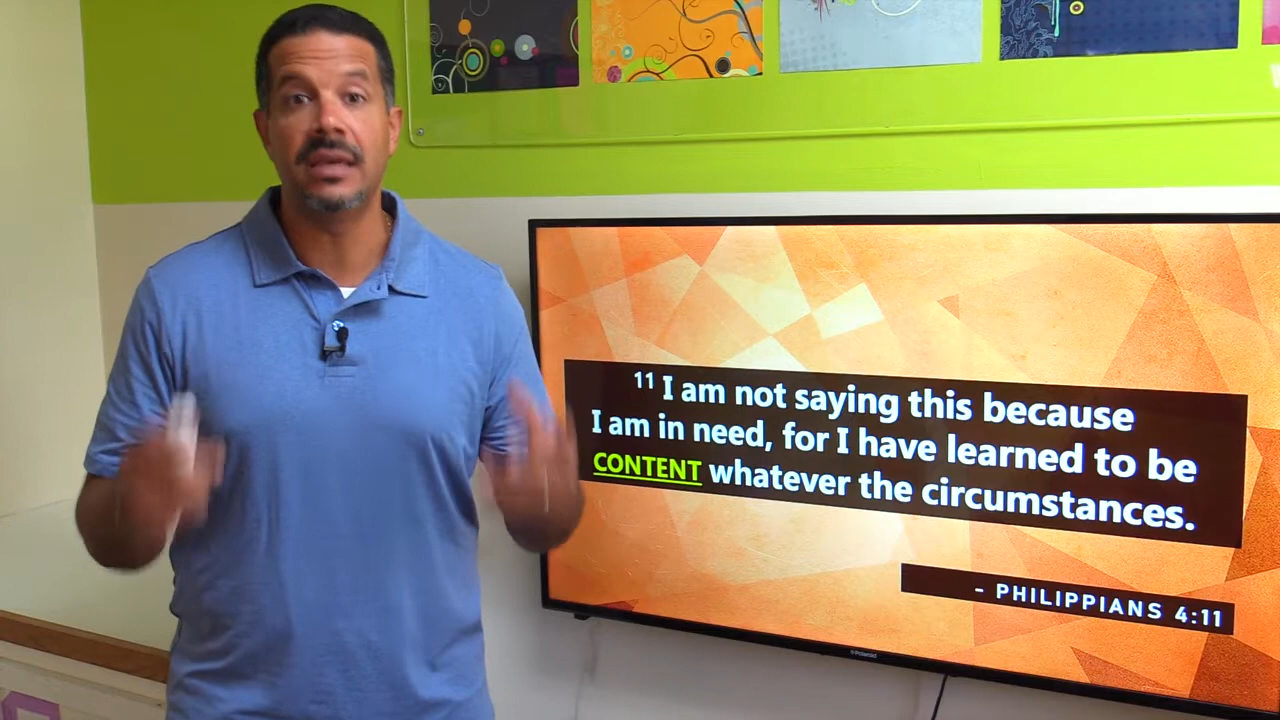 11 I am not saying this because
I am in need, for I have learned to be
CONTENT whatever the circumstances.
- PHILIPPIANS 4:11
Polaroid